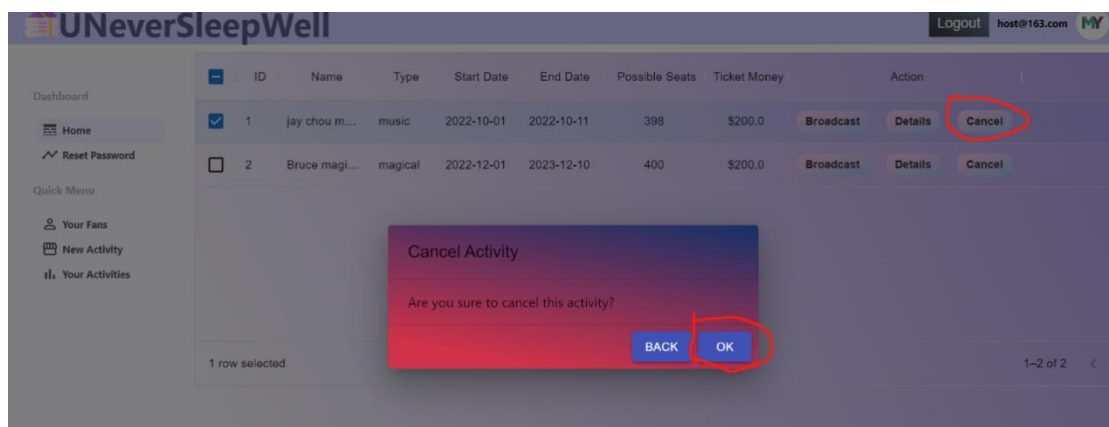 UNeverSleepWell
Logout host@163.com MY
Dashboard
Home
Reset Password
Quick Menu
Your Fans
New Activity
Your Activities
ID Name Type Start Date End Date Possible Seats Ticket Money Action
1 jay chou m... music 2022-10-01 2022-10-11 398 $200.0 Broadcast Details Cancel
2 Bruce magi... magical 2022-12-01 2023-12-10 400 $200.0 Broadcast Details Cancel
Cancel Activity
Are you sure to cancel this activity?
BACK OK
1 row selected 1–2 of 2